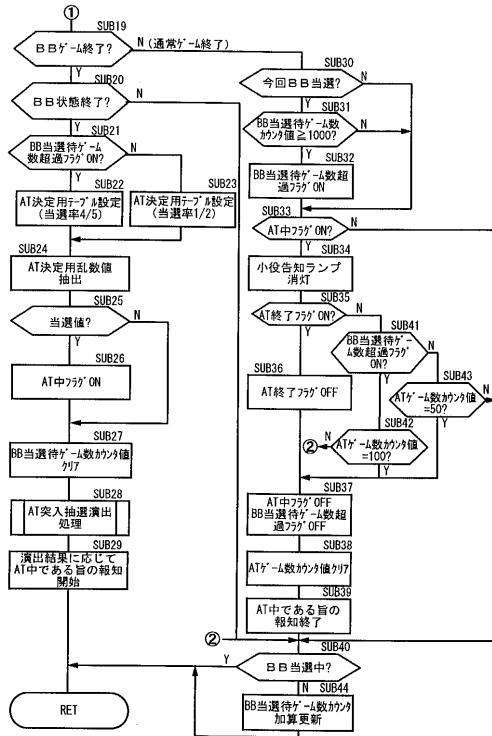 ①
SUB19
BBゲーム終了?
N (通常ゲーム終了)
Y
SUB20
BB状態終了?
N
Y
SUB21
BB当選待ゲーム
数超過フラグON?
N
Y
SUB22
AT決定用テーブル設定
(当選率4/5)
SUB23
AT決定用テーブル設定
(当選率1/2)
SUB24
AT決定用乱数値
抽出
SUB25
当選値?
N
Y
SUB26
AT中フラグON
SUB27
BB当選待ゲーム数カウンタ値
クリア
SUB28
AT突入抽選演出
処理
SUB29
演出結果に応じて
AT中である旨の報知
開始
RET
SUB30
今回BB当選?
N
Y
SUB31
BB当選待ゲーム数
カウンタ値≧1000?
N
Y
SUB32
BB当選待ゲーム数超
過フラグON
SUB33
AT中フラグON?
N
Y
SUB34
小役告知ランプ
消灯
SUB35
AT終了フラグON?
N
Y
SUB36
AT終了フラグOFF
SUB41
BB当選待ゲー
ム数超過フラグ
ON?
N
Y
SUB43
ATゲーム数カウンタ値
=50?
N
Y
SUB42
ATゲーム数カウンタ値
=100?
N
②
Y
SUB37
AT中フラグOFF
BB当選待ゲーム数超
過フラグOFF
SUB38
ATゲーム数カウンタ値クリア
SUB39
AT中である旨の
報知終了
②
SUB40
BB当選中?
Y
N
SUB44
BB当選待ゲーム数カウンタ
加算更新